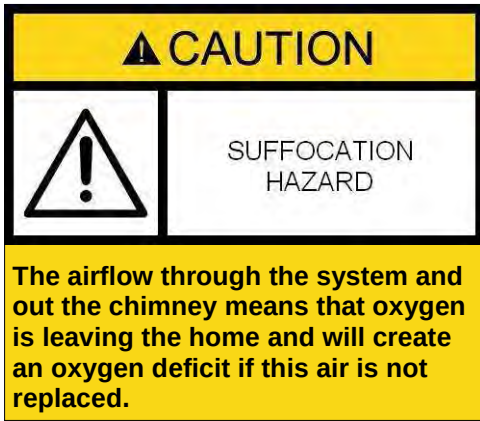 CAUTION
SUFFOCATION
HAZARD
The airflow through the system and
out the chimney means that oxygen
is leaving the home and will create
an oxygen deficit if this air is not
replaced.